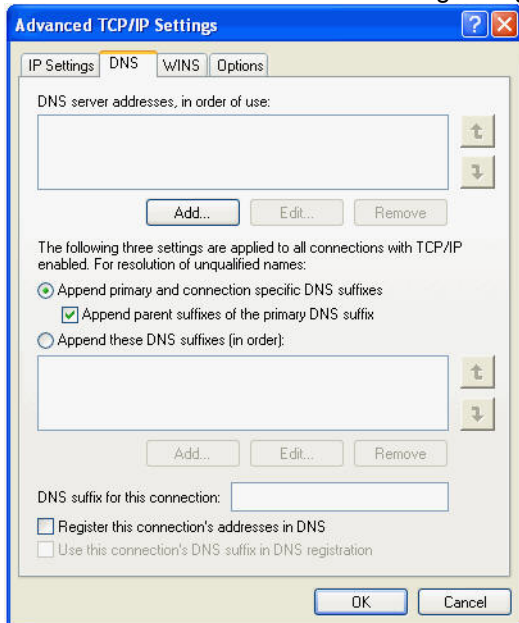 Advanced TCP/IP Settings
IP Settings DNS WINS Options
DNS server addresses, in order of use:
Add... Edit... Remove
The following three settings are applied to all connections with TCP/IP
enabled. For resolution of unqualified names:
Append primary and connection specific DNS suffixes
Append parent suffixes of the primary DNS suffix
Append these DNS suffixes (in order):
Add... Edit... Remove
DNS suffix for this connection:
Register this connection's addresses in DNS
Use this connection's DNS suffix in DNS registration
OK Cancel